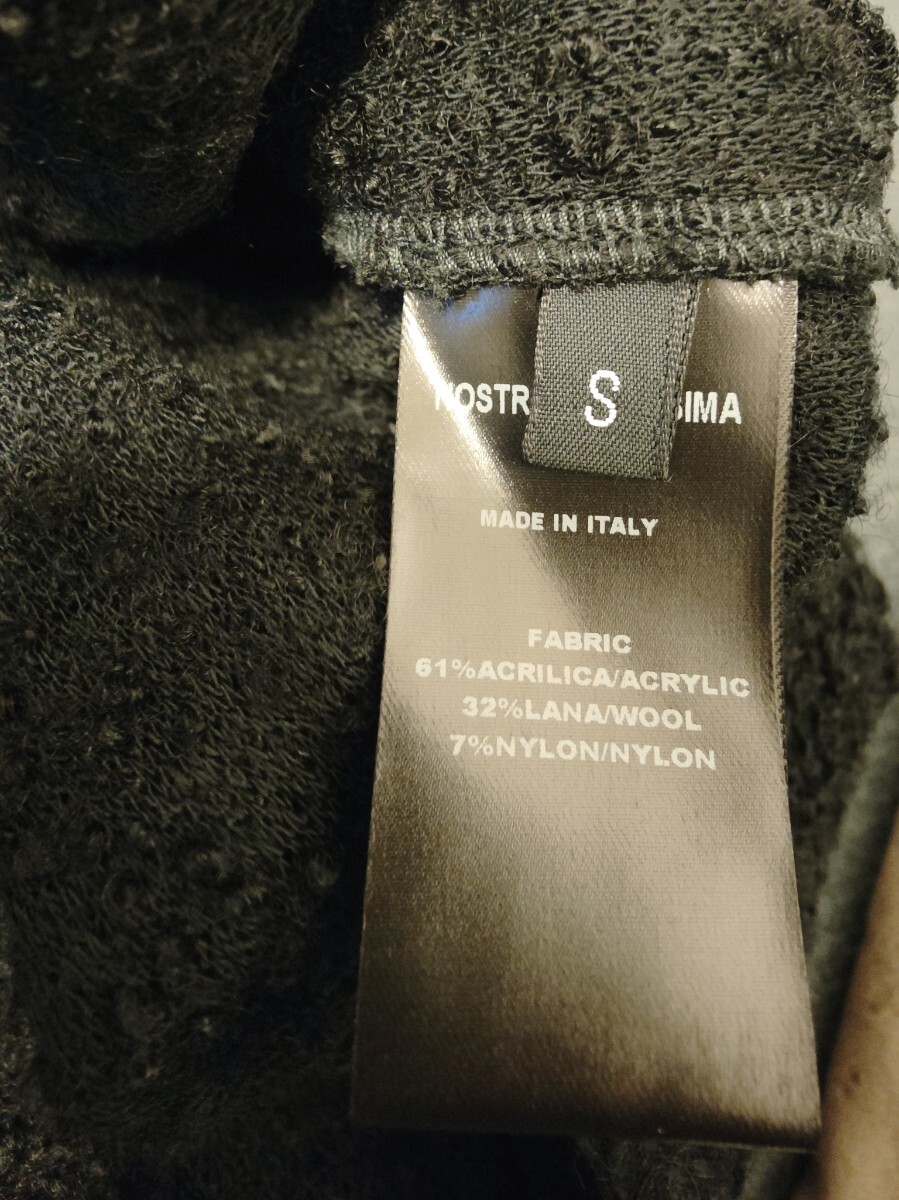 S
MADE IN ITALY
FABRIC
61%ACRILICA/ACRYLIC
32%LANA/WOOL
7%NYLON/NYLON